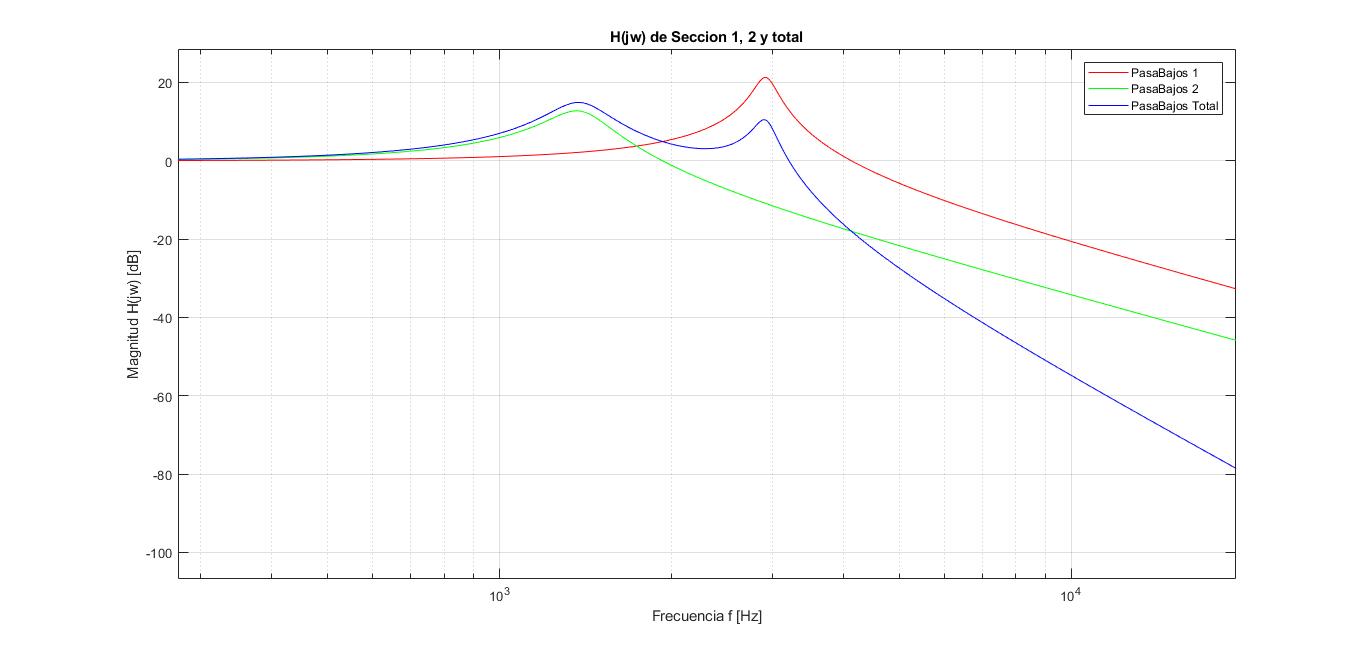 H(jw) de Seccion 1, 2 y total
PasaBajos 1
PasaBajos 2
PasaBajos Total
20
0
-20
-40
-60
-80
-100
Magnitud H(jw) [dB]
10^3
10^4
Frecuencia f [Hz]